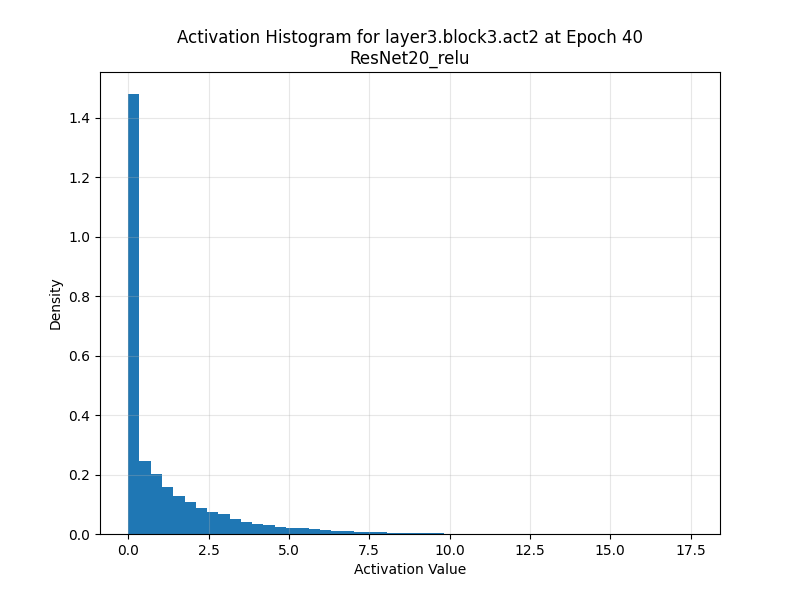 Activation Histogram for layer3.block3.act2 at Epoch 40
ResNet20_relu
1.4
1.2
1.0
0.8
0.6
0.4
0.2
0.0
Density
0.0 2.5 5.0 7.5 10.0 12.5 15.0 17.5
Activation Value